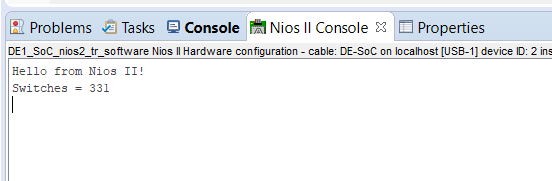 Problems Tasks Console Nios II Console Properties
DE1_SoC_nios2_tr_software Nios II Hardware configuration - cable: DE-SoC on localhost [USB-1] device ID: 2 ins
Hello from Nios II!
Switches = 331